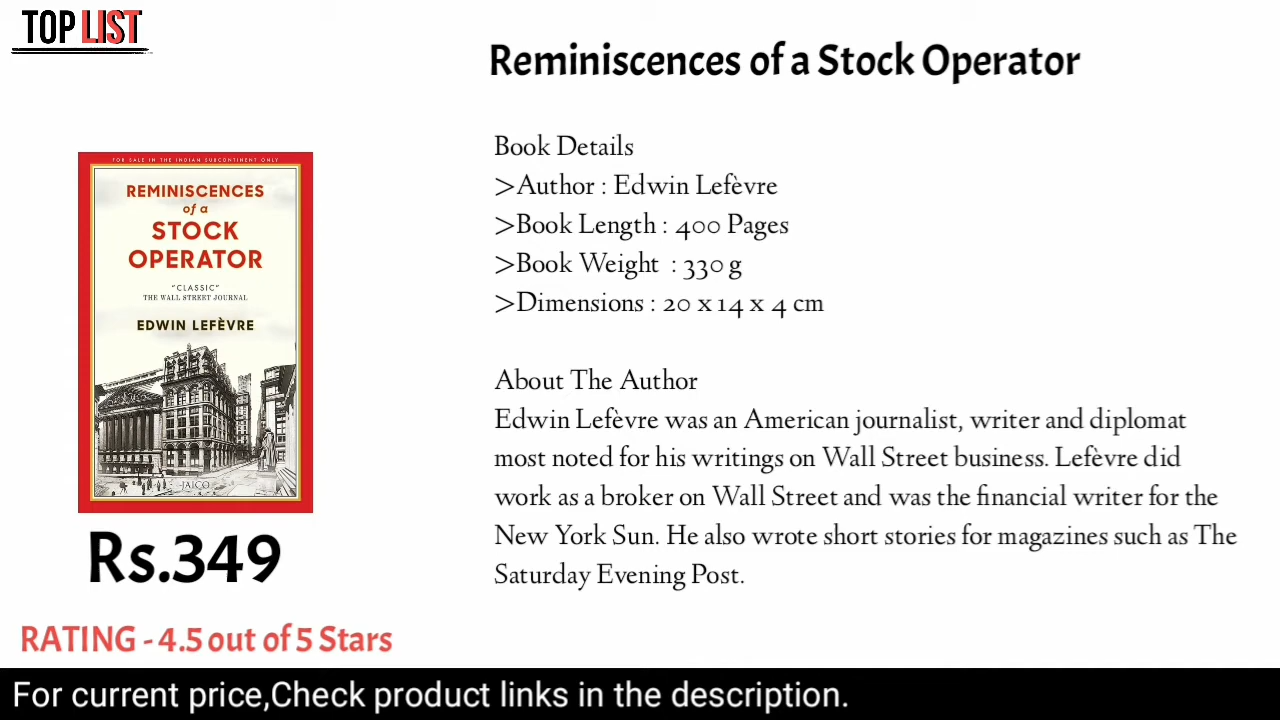 TOP LIST
Reminiscences of a Stock Operator
FOR SALE IN THE INDIAN SUBCONTINENT ONLY
REMINISCENCES
of a
STOCK
OPERATOR
"CLASSIC"
THE WALL STREET JOURNAL
EDWIN LEFÈVRE
JAICO
Rs.349
RATING - 4.5 out of 5 Stars
Book Details
>Author : Edwin Lefèvre
>Book Length : 400 Pages
>Book Weight  : 330 g
>Dimensions : 20 x 14 x 4 cm
About The Author
Edwin Lefèvre was an American journalist, writer and diplomat
most noted for his writings on Wall Street business. Lefèvre did
work as a broker on Wall Street and was the financial writer for the
New York Sun. He also wrote short stories for magazines such as The
Saturday Evening Post.
For current price,Check product links in the description.